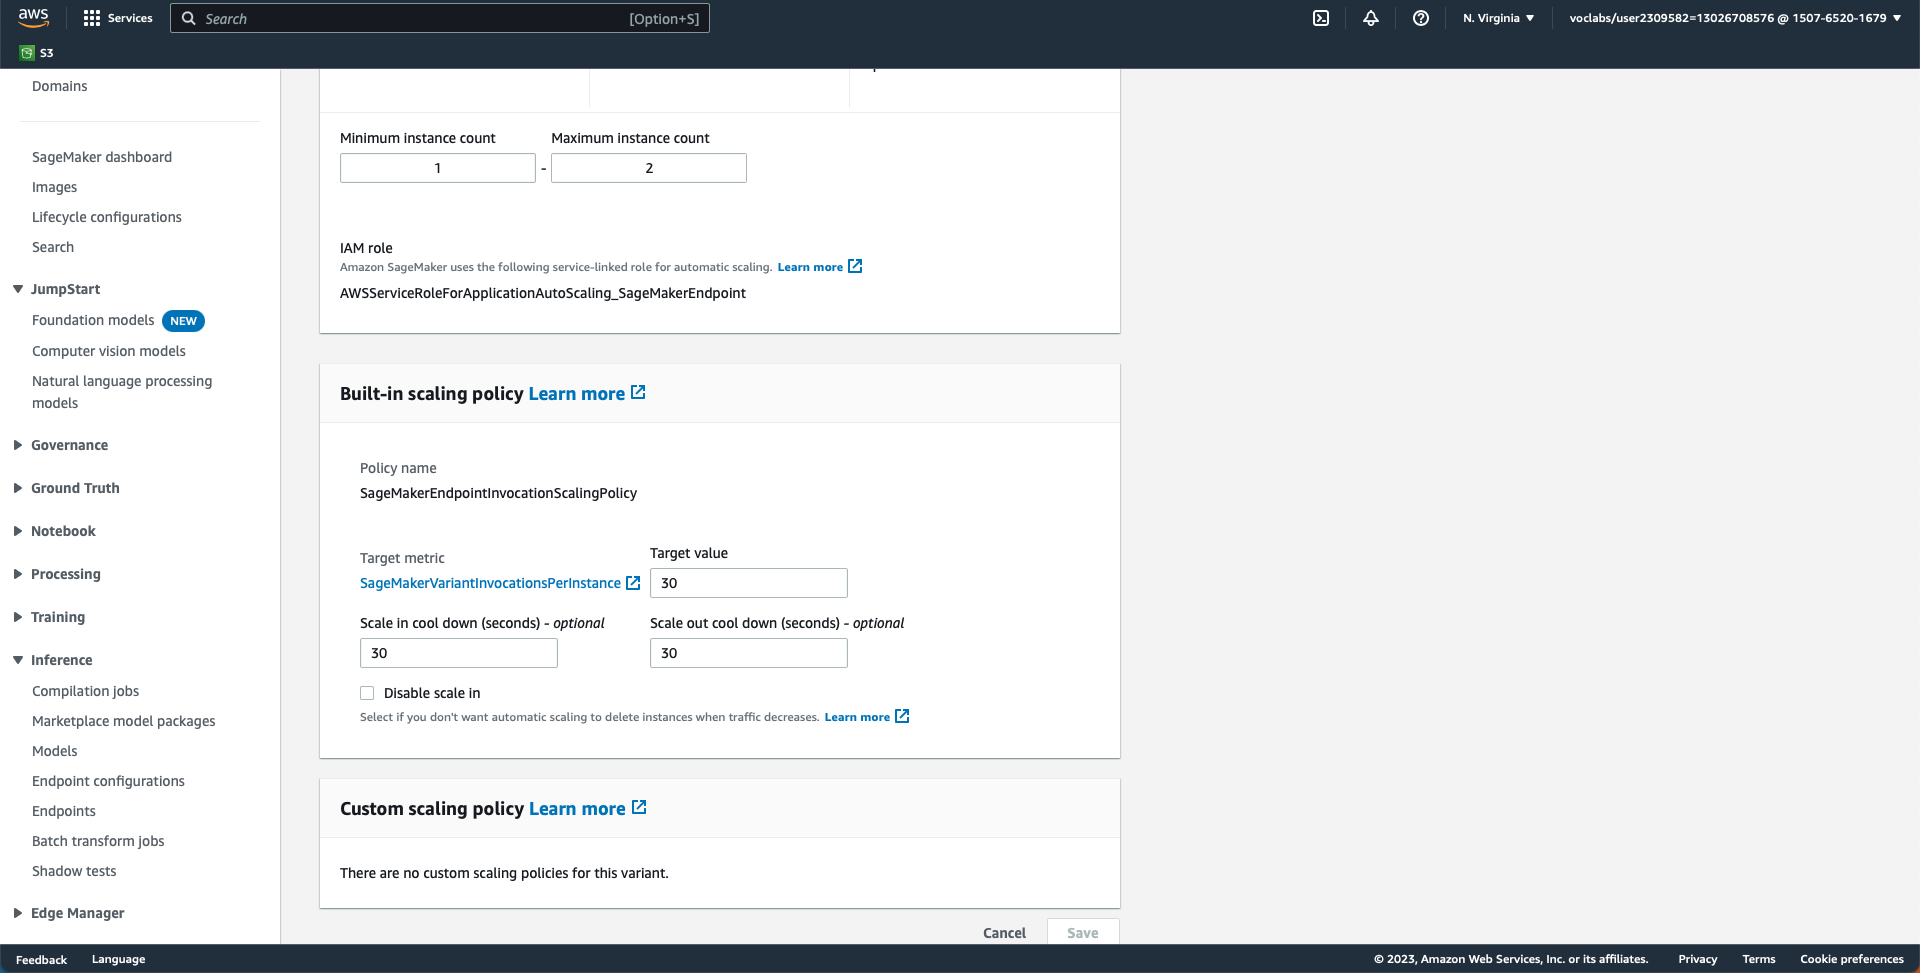 aws
Services
Search
[Option+S]
N. Virginia
voclabs/user2309582=13026708576 @ 1507-6520-1679
S3
Domains
SageMaker dashboard
Images
Lifecycle configurations
Search
JumpStart
Foundation models NEW
Computer vision models
Natural language processing
models
Governance
Ground Truth
Notebook
Processing
Training
Inference
Compilation jobs
Marketplace model packages
Models
Endpoint configurations
Endpoints
Batch transform jobs
Shadow tests
Edge Manager
Minimum instance count
Maximum instance count
1 - 2
IAM role
Amazon SageMaker uses the following service-linked role for automatic scaling. Learn more
AWSServiceRoleForApplicationAutoScaling_SageMakerEndpoint
Built-in scaling policy Learn more
Policy name
SageMakerEndpointInvocationScalingPolicy
Target metric
SageMakerVariantInvocationsPerInstance
Target value
30
Scale in cool down (seconds) - optional
30
Scale out cool down (seconds) - optional
30
Disable scale in
Select if you don't want automatic scaling to delete instances when traffic decreases. Learn more
Custom scaling policy Learn more
There are no custom scaling policies for this variant.
Cancel
Save
Feedback
Language
© 2023, Amazon Web Services, Inc. or its affiliates.
Privacy
Terms
Cookie preferences